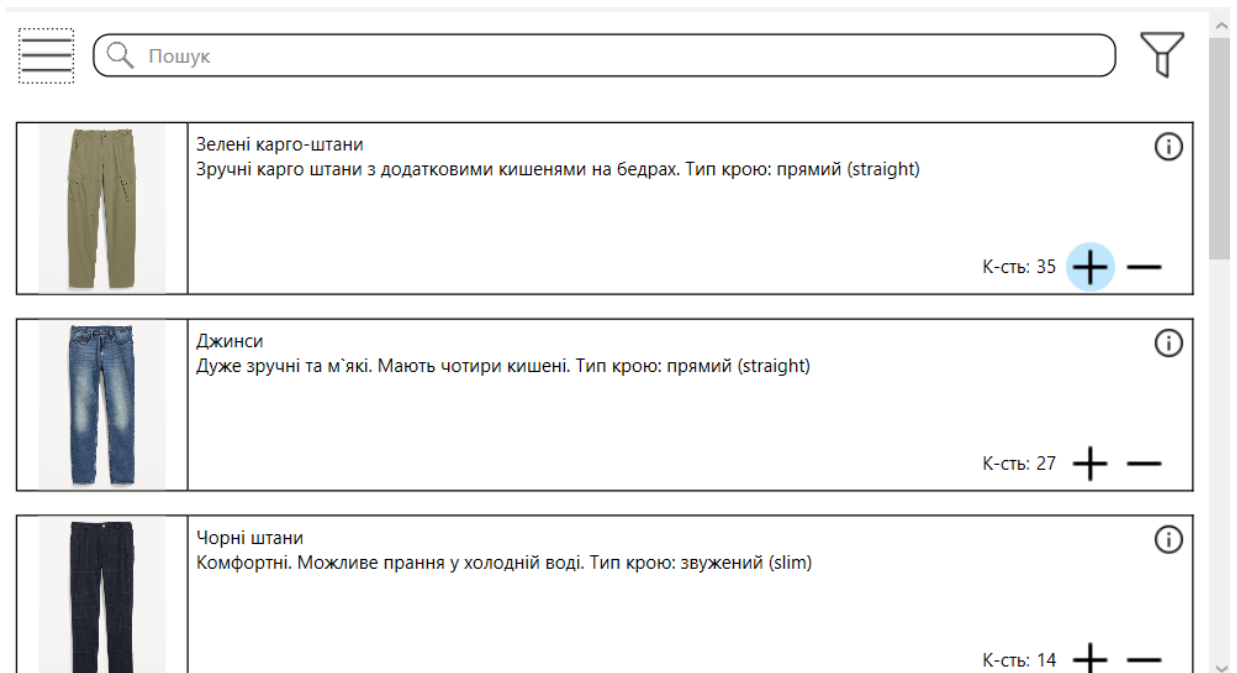 Пошук
Зелені карго-штани
Зручні карго штани з додатковими кишенями на бедрах. Тип крою: прямий (straight)
К-сть: 35
Джинси
Дуже зручні та м`які. Мають чотири кишені. Тип крою: прямий (straight)
К-сть: 27
Чорні штани
Комфортні. Можливе прання у холодній воді. Тип крою: звужений (slim)
К-сть: 14